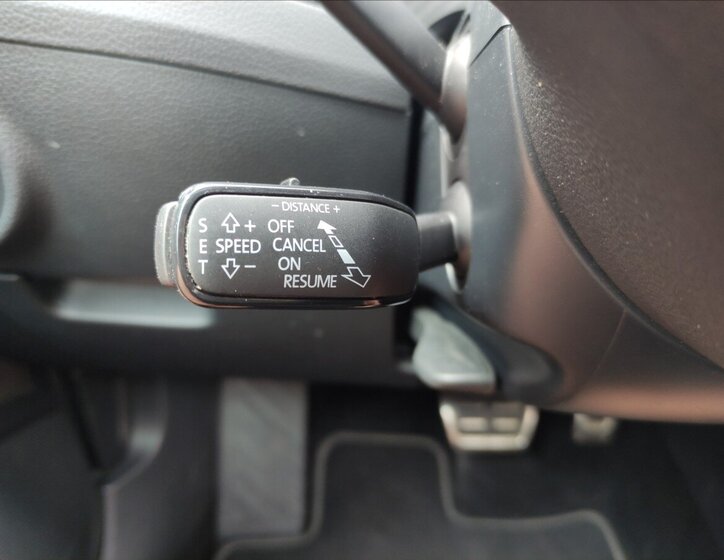 – DISTANCE +
S + OFF
E SPEED CANCEL
T – ON
RESUME